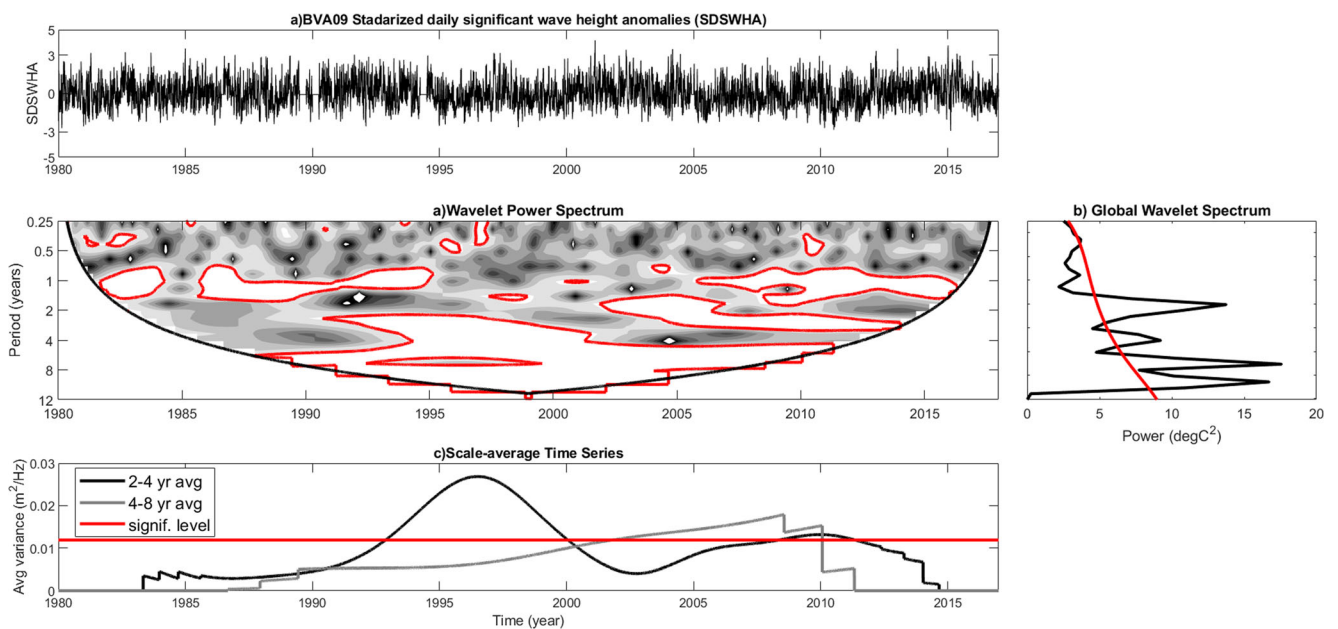 a)BVA09 Stadarized daily significant wave height anomalies (SDSWHA)
5
3
0
-3
-5
SDSWHA
1980 1985 1990 1995 2000 2005 2010 2015
a)Wavelet Power Spectrum
0.25
0.5
1
2
4
8
12
Period (years)
1980 1985 1990 1995 2000 2005 2010 2015
b) Global Wavelet Spectrum
0 5 10 15 20
Power (degC²)
c)Scale-average Time Series
0.03
0.02
0.01
0
Avg variance (m²/Hz)
2-4 yr avg
4-8 yr avg
signif. level
1980 1985 1990 1995 2000 2005 2010 2015
Time (year)